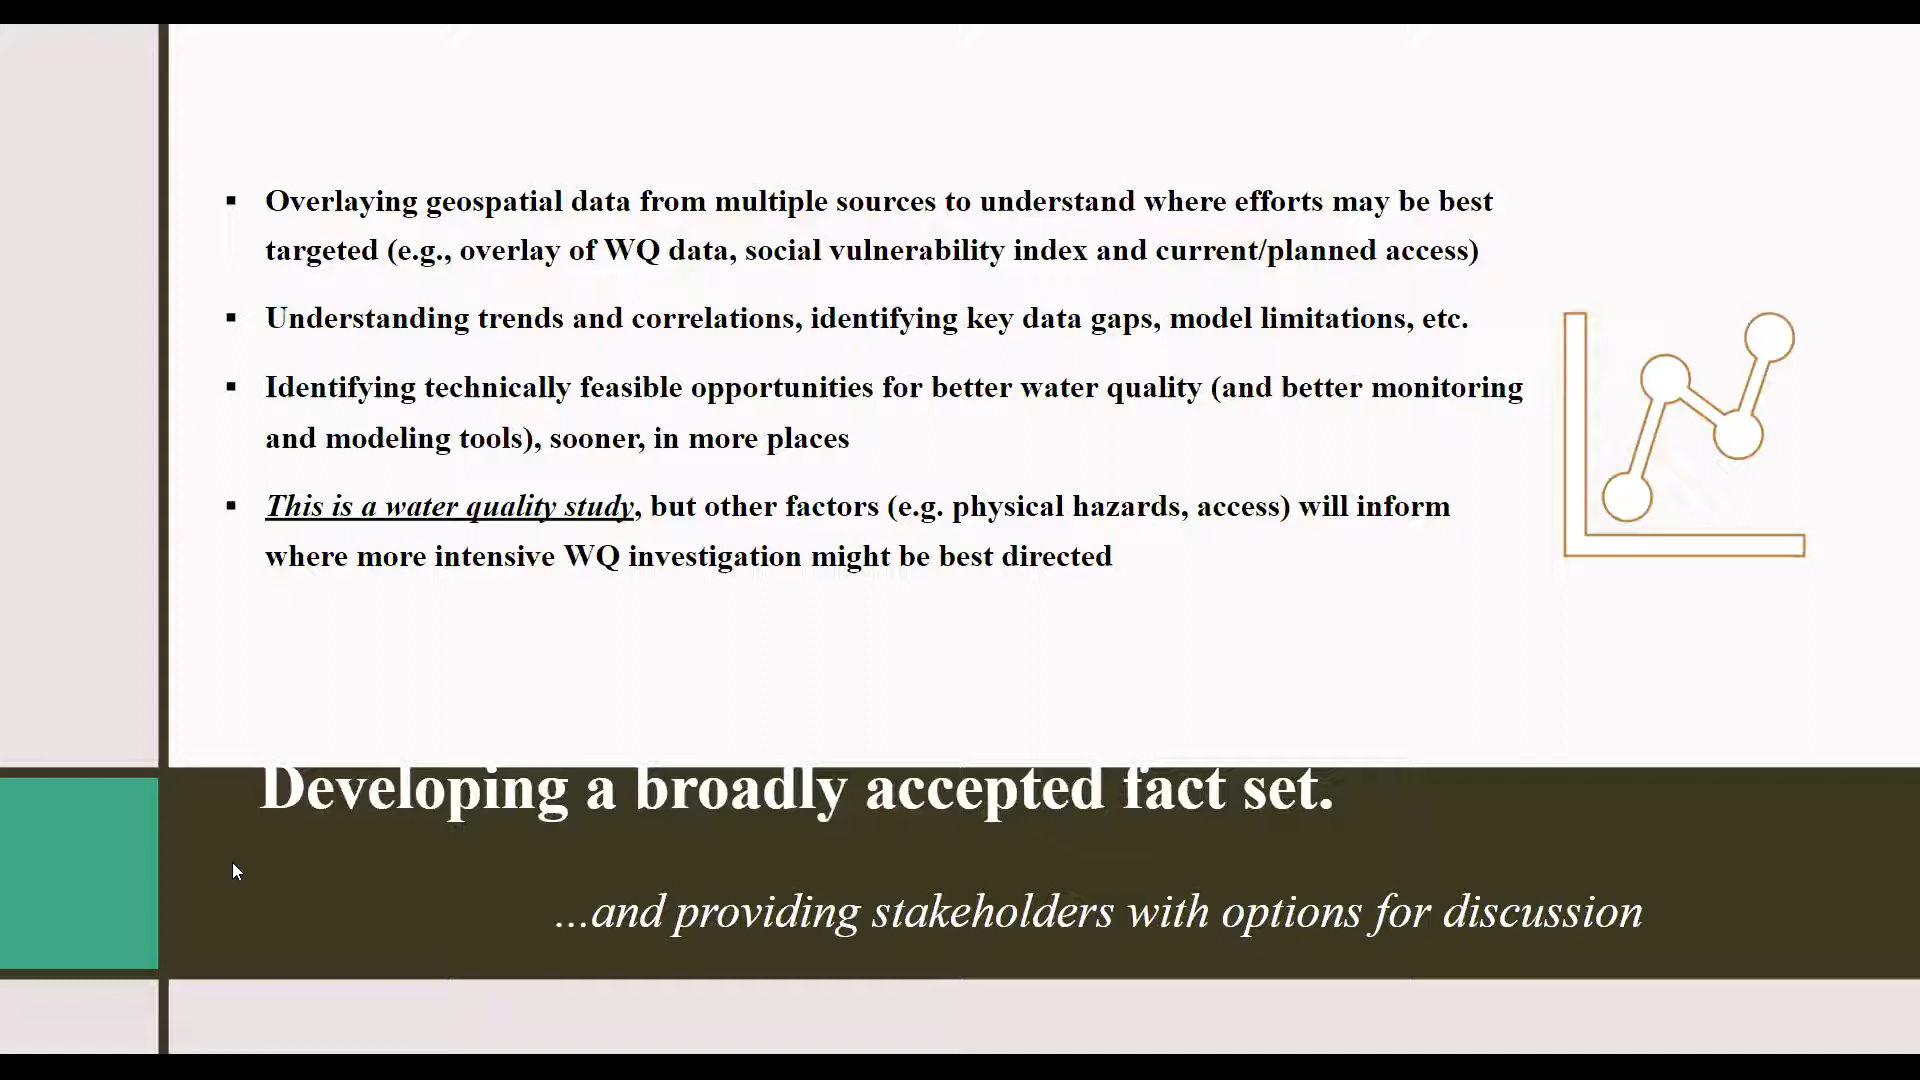 ▪ Overlaying geospatial data from multiple sources to understand where efforts may be best
targeted (e.g., overlay of WQ data, social vulnerability index and current/planned access)
▪ Understanding trends and correlations, identifying key data gaps, model limitations, etc.
▪ Identifying technically feasible opportunities for better water quality (and better monitoring
and modeling tools), sooner, in more places
▪ This is a water quality study, but other factors (e.g. physical hazards, access) will inform
where more intensive WQ investigation might be best directed
Developing a broadly accepted fact set.
...and providing stakeholders with options for discussion